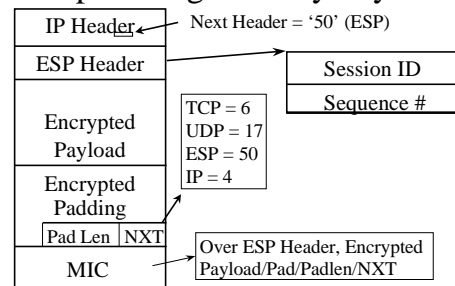 IP Header
Next Header = ‘50’ (ESP)
ESP Header
Session ID
Sequence #
Encrypted
Payload
TCP = 6
UDP = 17
ESP = 50
IP = 4
Encrypted
Padding
Pad Len
NXT
MIC
Over ESP Header, Encrypted
Payload/Pad/Padlen/NXT